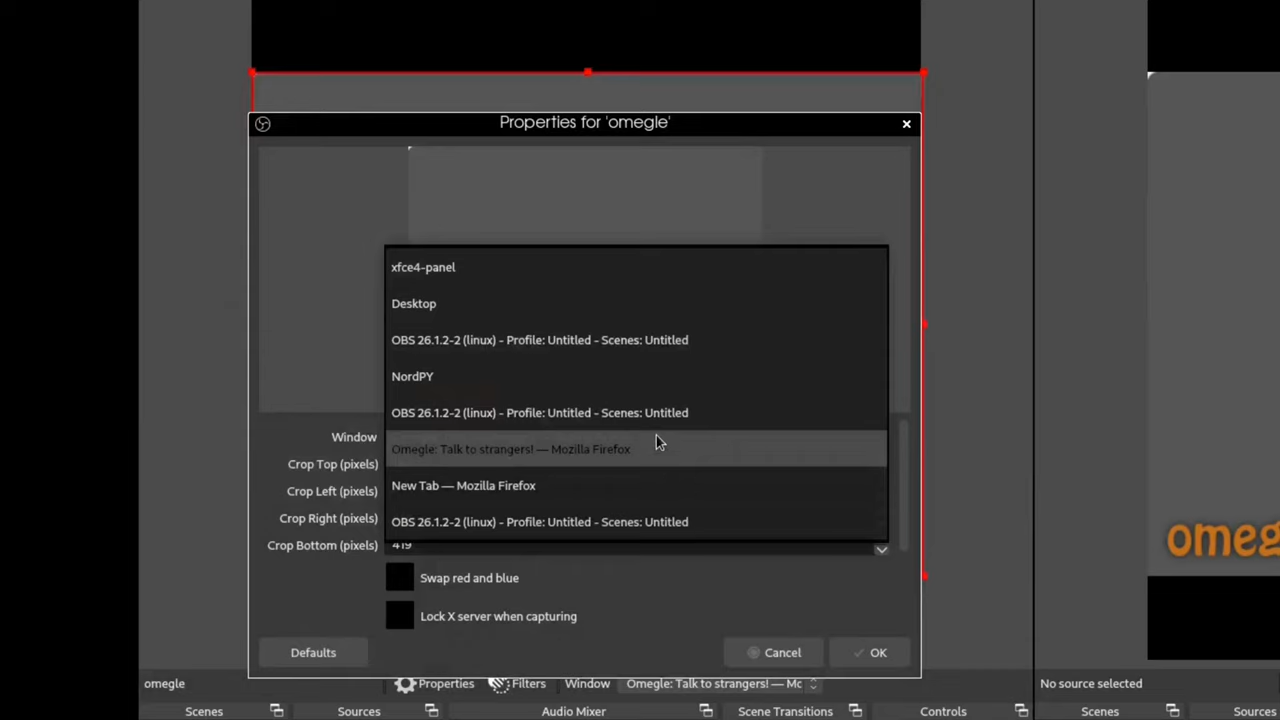 Properties for 'omegle'
xfce4-panel
Desktop
OBS 26.1.2-2 (linux) - Profile: Untitled - Scenes: Untitled
NordPY
OBS 26.1.2-2 (linux) - Profile: Untitled - Scenes: Untitled
Window
Omegle: Talk to strangers! — Mozilla Firefox
Crop Top (pixels)
Crop Left (pixels)
New Tab — Mozilla Firefox
Crop Right (pixels)
OBS 26.1.2-2 (linux) - Profile: Untitled - Scenes: Untitled
Crop Bottom (pixels) 419
omeg
Swap red and blue
Lock X server when capturing
Defaults Cancel OK
omegle Properties Filters Window Omegle: Talk to strangers! — Mc No source selected
Scenes Sources Audio Mixer Scene Transitions Controls Scenes Sources